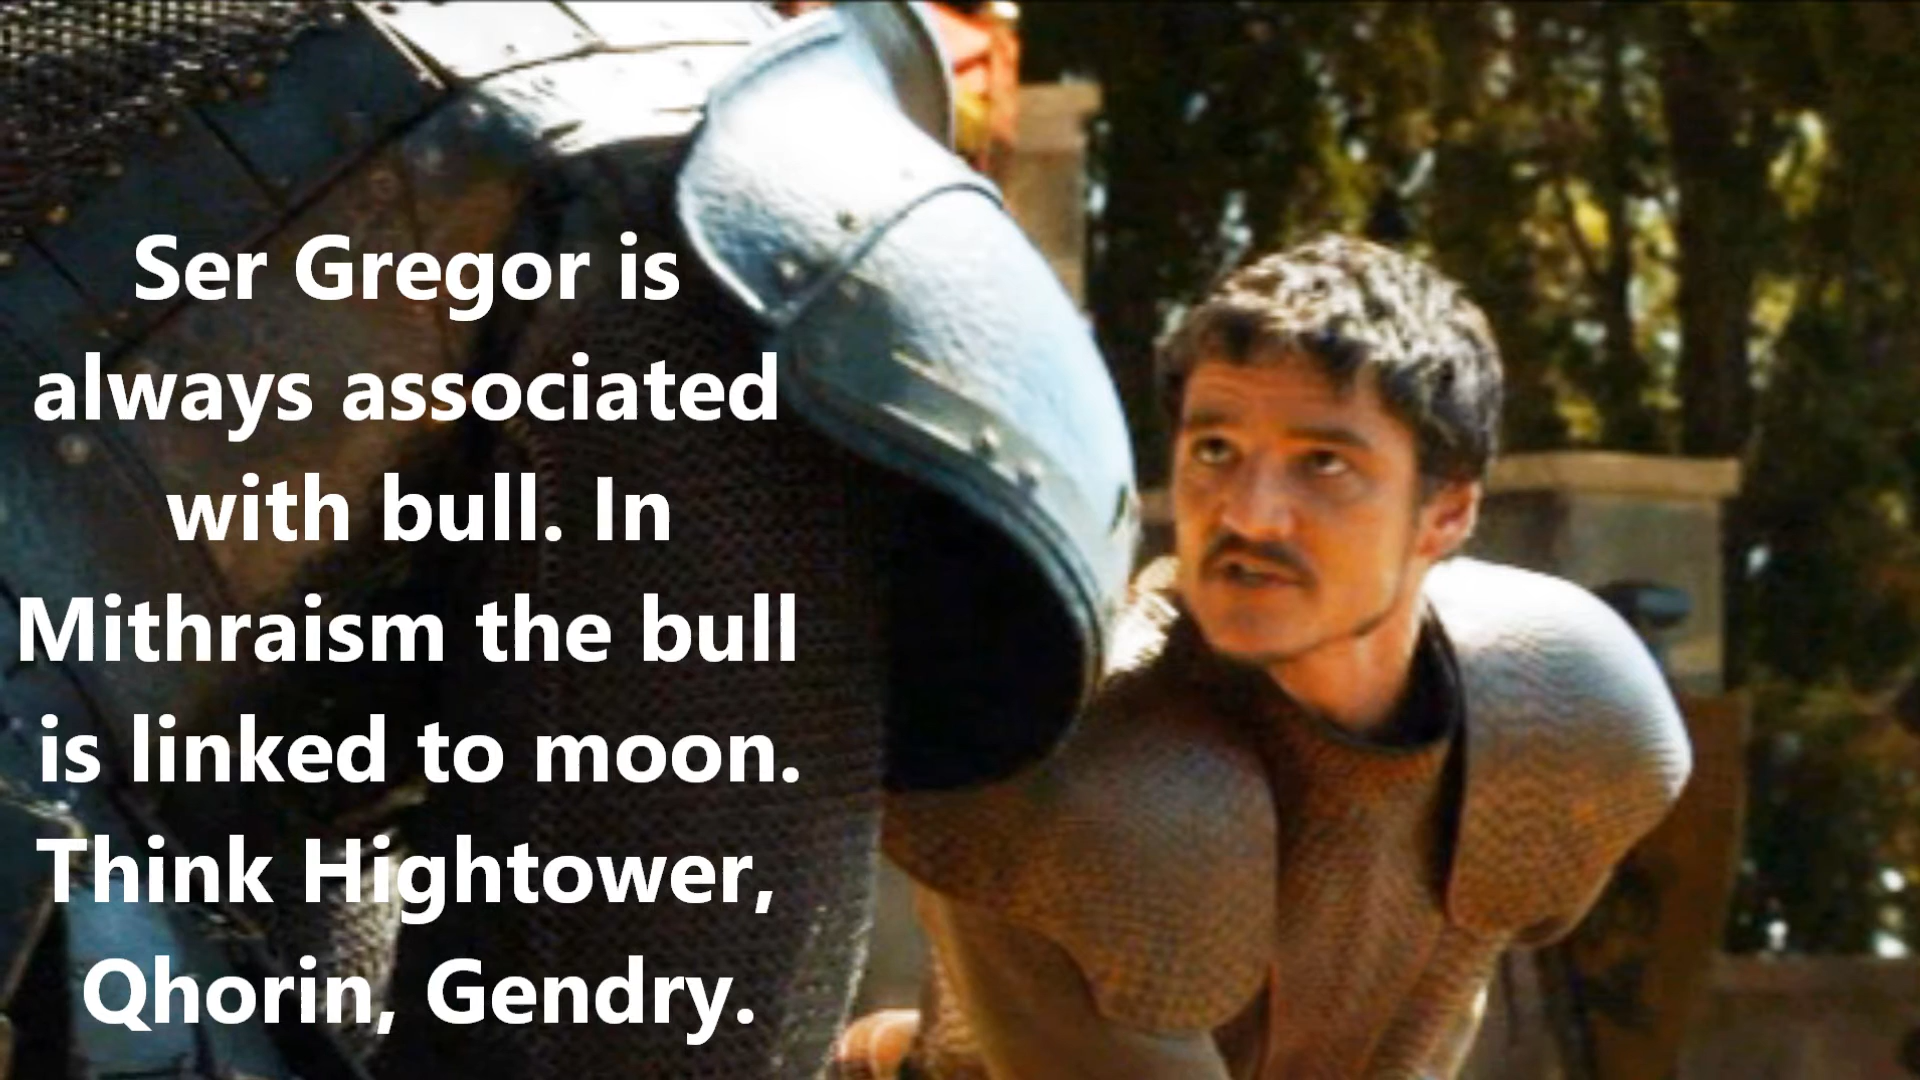 Ser Gregor is
always associated
with bull. In
Mithraism the bull
is linked to moon.
Think Hightower,
Qhorin, Gendry.